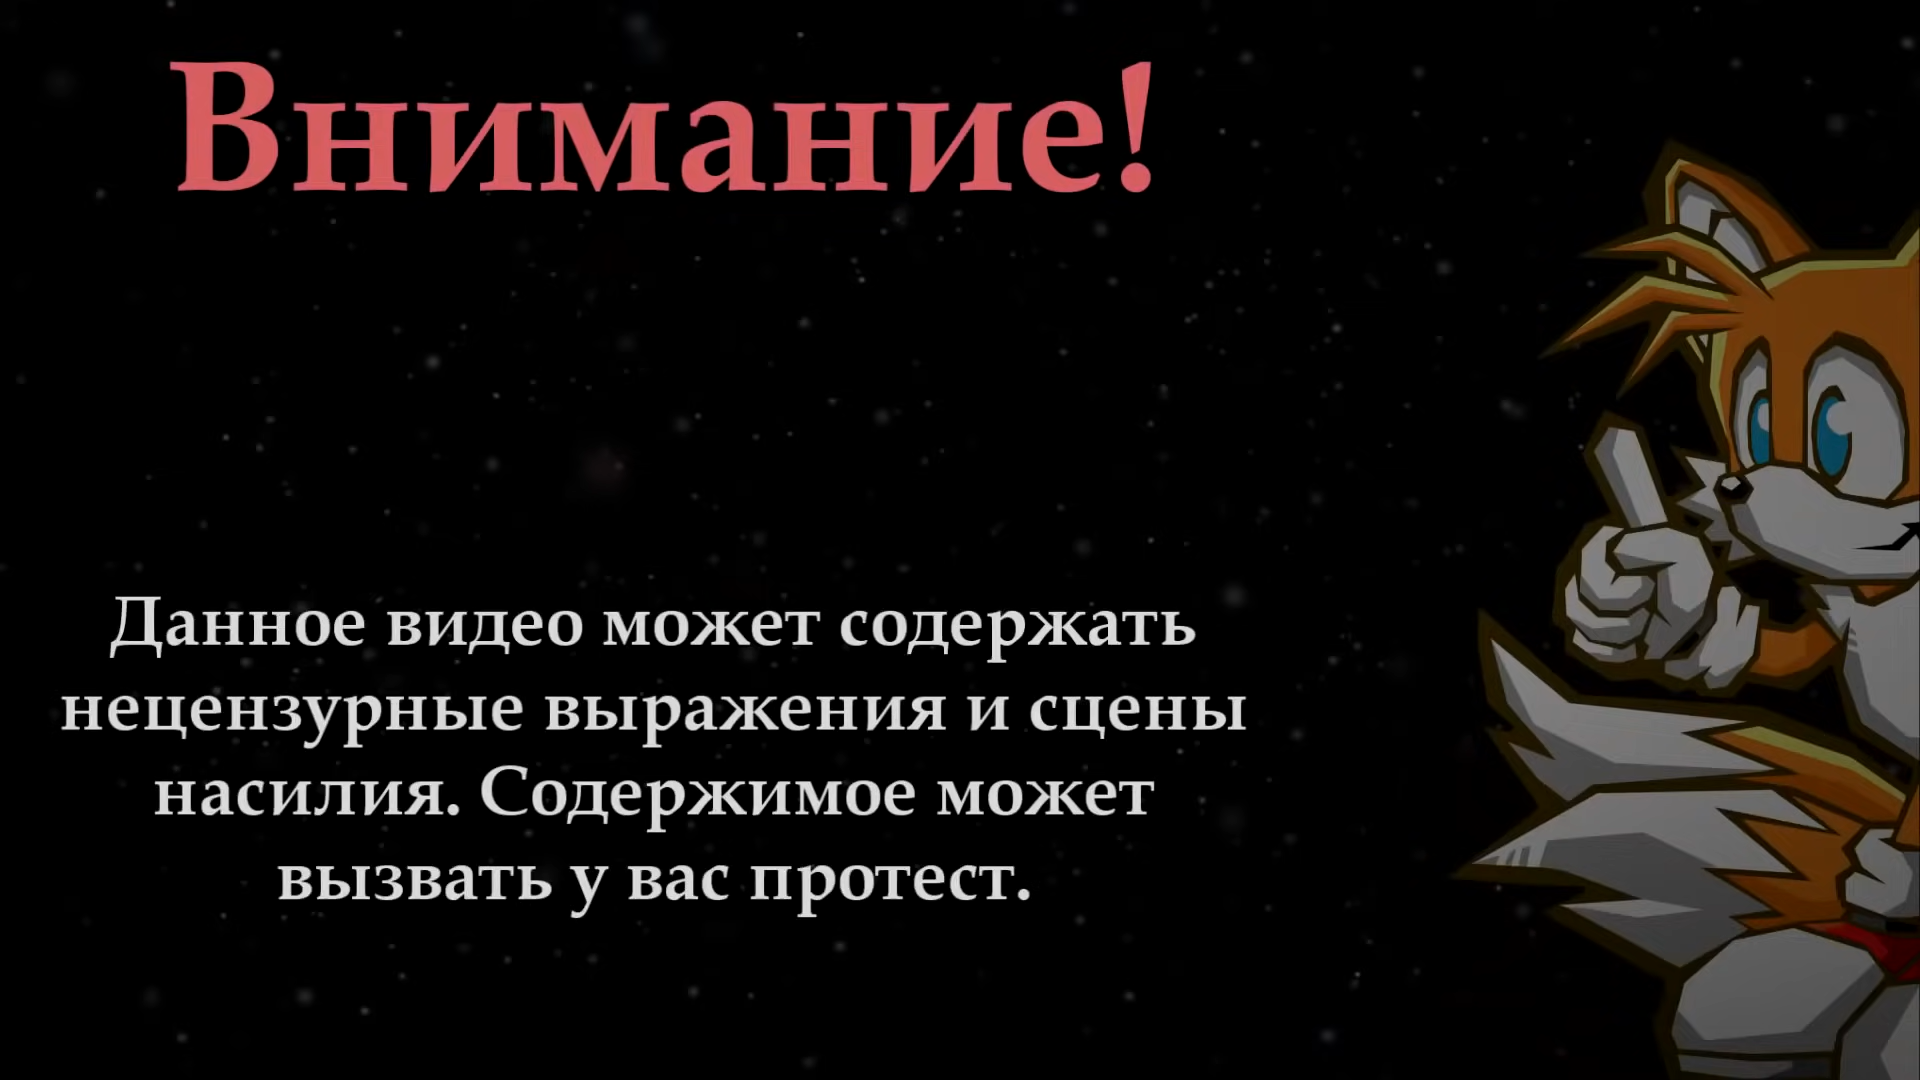 Внимание!
Данное видео может содержать
нецензурные выражения и сцены
насилия. Содержимое может
вызвать у вас протест.